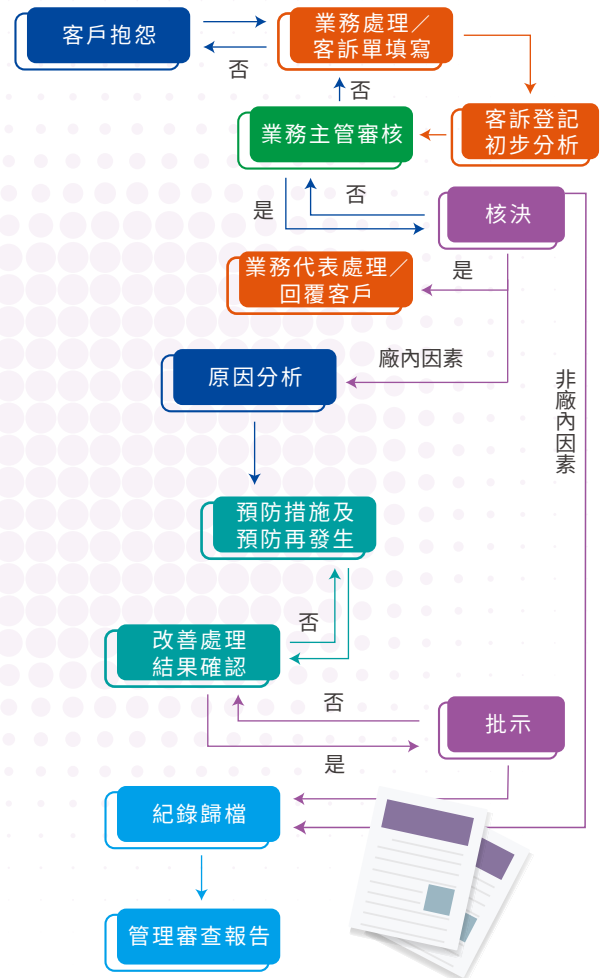 客戶抱怨
業務處理／
客訴單填寫
否
否
業務主管審核
客訴登記
初步分析
是
否
核決
業務代表處理／
回覆客戶
是
廠內因素
原因分析
非廠內因素
預防措施及
預防再發生
否
改善處理
結果確認
否
批示
是
紀錄歸檔
管理審查報告